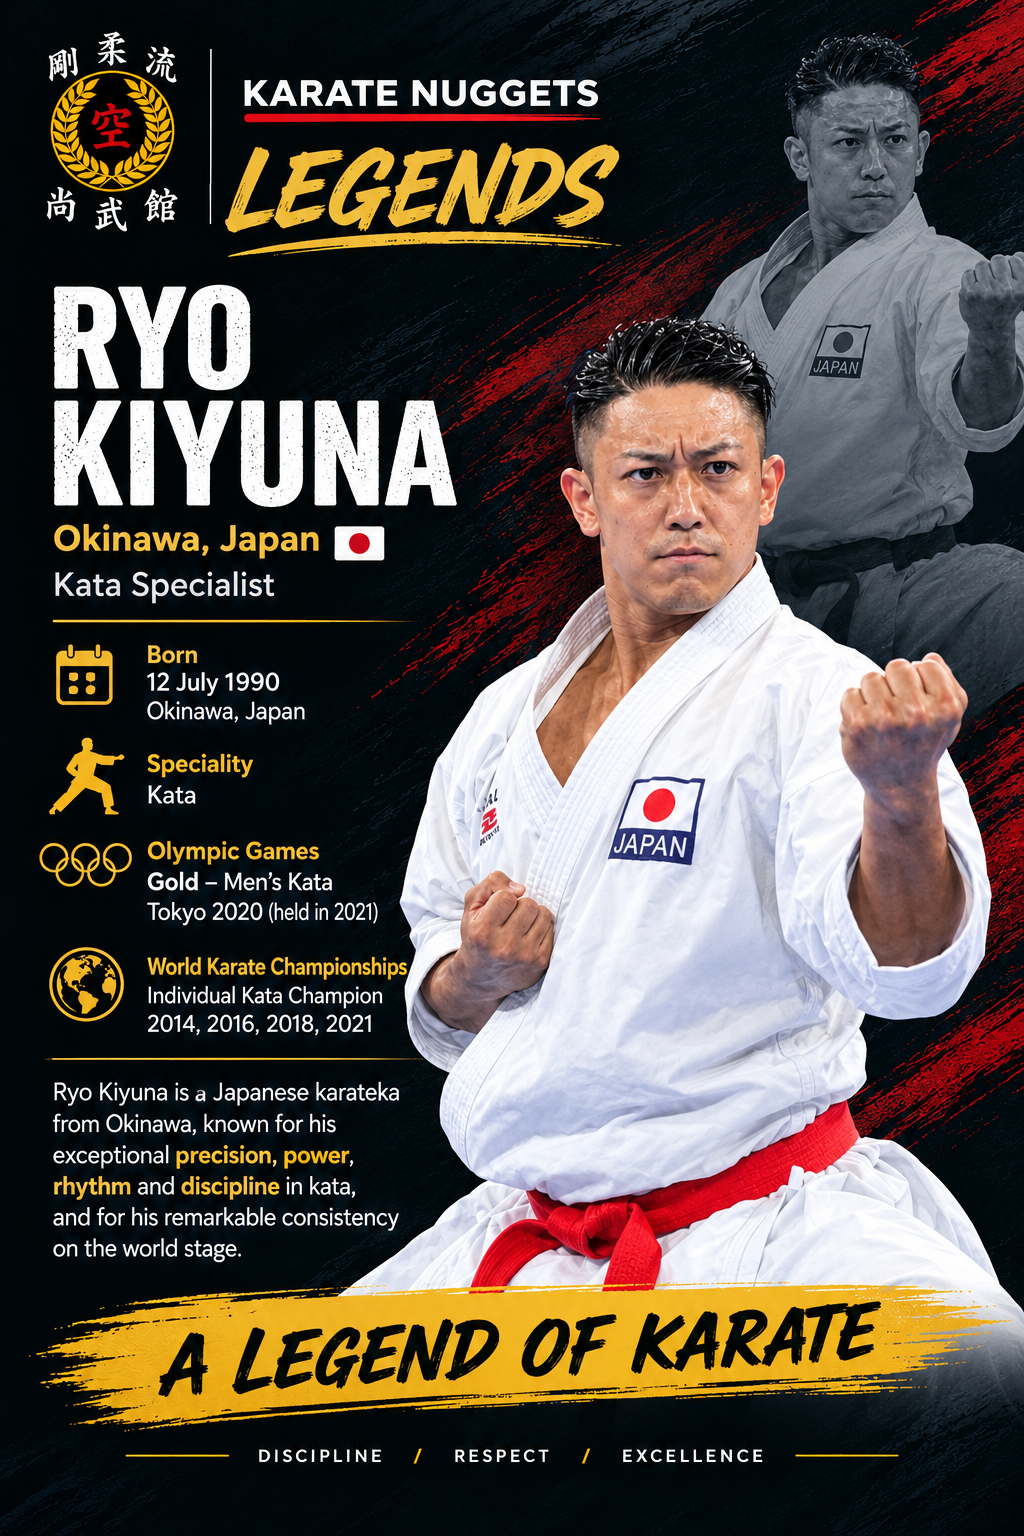 剛 柔 流
空
尚 武 館
KARATE NUGGETS
LEGENDS
RYO
KIYUNA
Okinawa, Japan
Kata Specialist
Born
12 July 1990
Okinawa, Japan
Speciality
Kata
Olympic Games
Gold – Men's Kata
Tokyo 2020 (held in 2021)
World Karate Championships
Individual Kata Champion
2014, 2016, 2018, 2021
Ryo Kiyuna is a Japanese karateka
from Okinawa, known for his
exceptional precision, power,
rhythm and discipline in kata,
and for his remarkable consistency
on the world stage.
JAPAN
JAPAN
A LEGEND OF KARATE
DISCIPLINE / RESPECT / EXCELLENCE